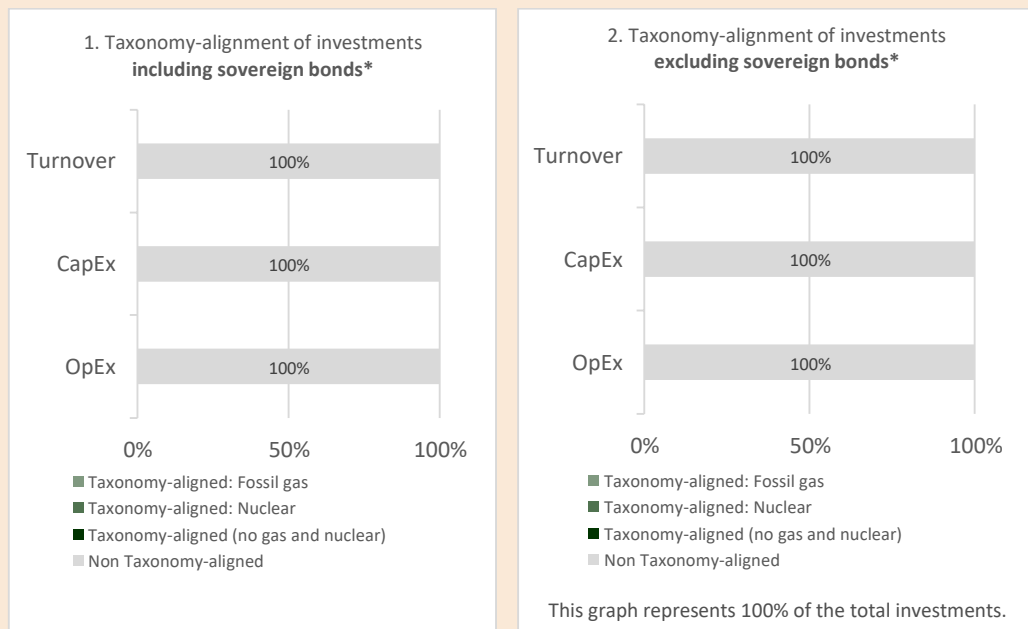 1. Taxonomy-alignment of investments
including sovereign bonds*
Turnover
100%
CapEx
100%
OpEx
100%
0%
50%
100%
Taxonomy-aligned: Fossil gas
Taxonomy-aligned: Nuclear
Taxonomy-aligned (no gas and nuclear)
Non Taxonomy-aligned
2. Taxonomy-alignment of investments
excluding sovereign bonds*
Turnover
100%
CapEx
100%
OpEx
100%
0%
50%
100%
Taxonomy-aligned: Fossil gas
Taxonomy-aligned: Nuclear
Taxonomy-aligned (no gas and nuclear)
Non Taxonomy-aligned
This graph represents 100% of the total investments.